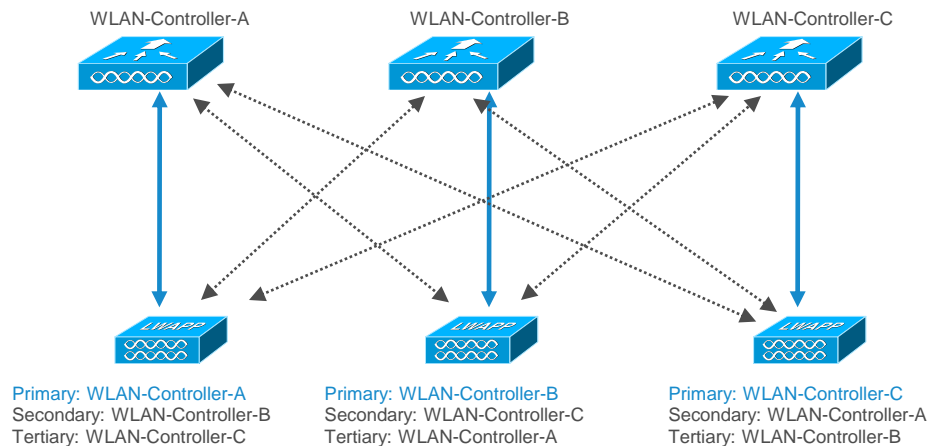 WLAN-Controller-A
WLAN-Controller-B
WLAN-Controller-C
LWAPP
LWAPP
LWAPP
Primary: WLAN-Controller-A
Secondary: WLAN-Controller-B
Tertiary: WLAN-Controller-C
Primary: WLAN-Controller-B
Secondary: WLAN-Controller-C
Tertiary: WLAN-Controller-A
Primary: WLAN-Controller-C
Secondary: WLAN-Controller-A
Tertiary: WLAN-Controller-B